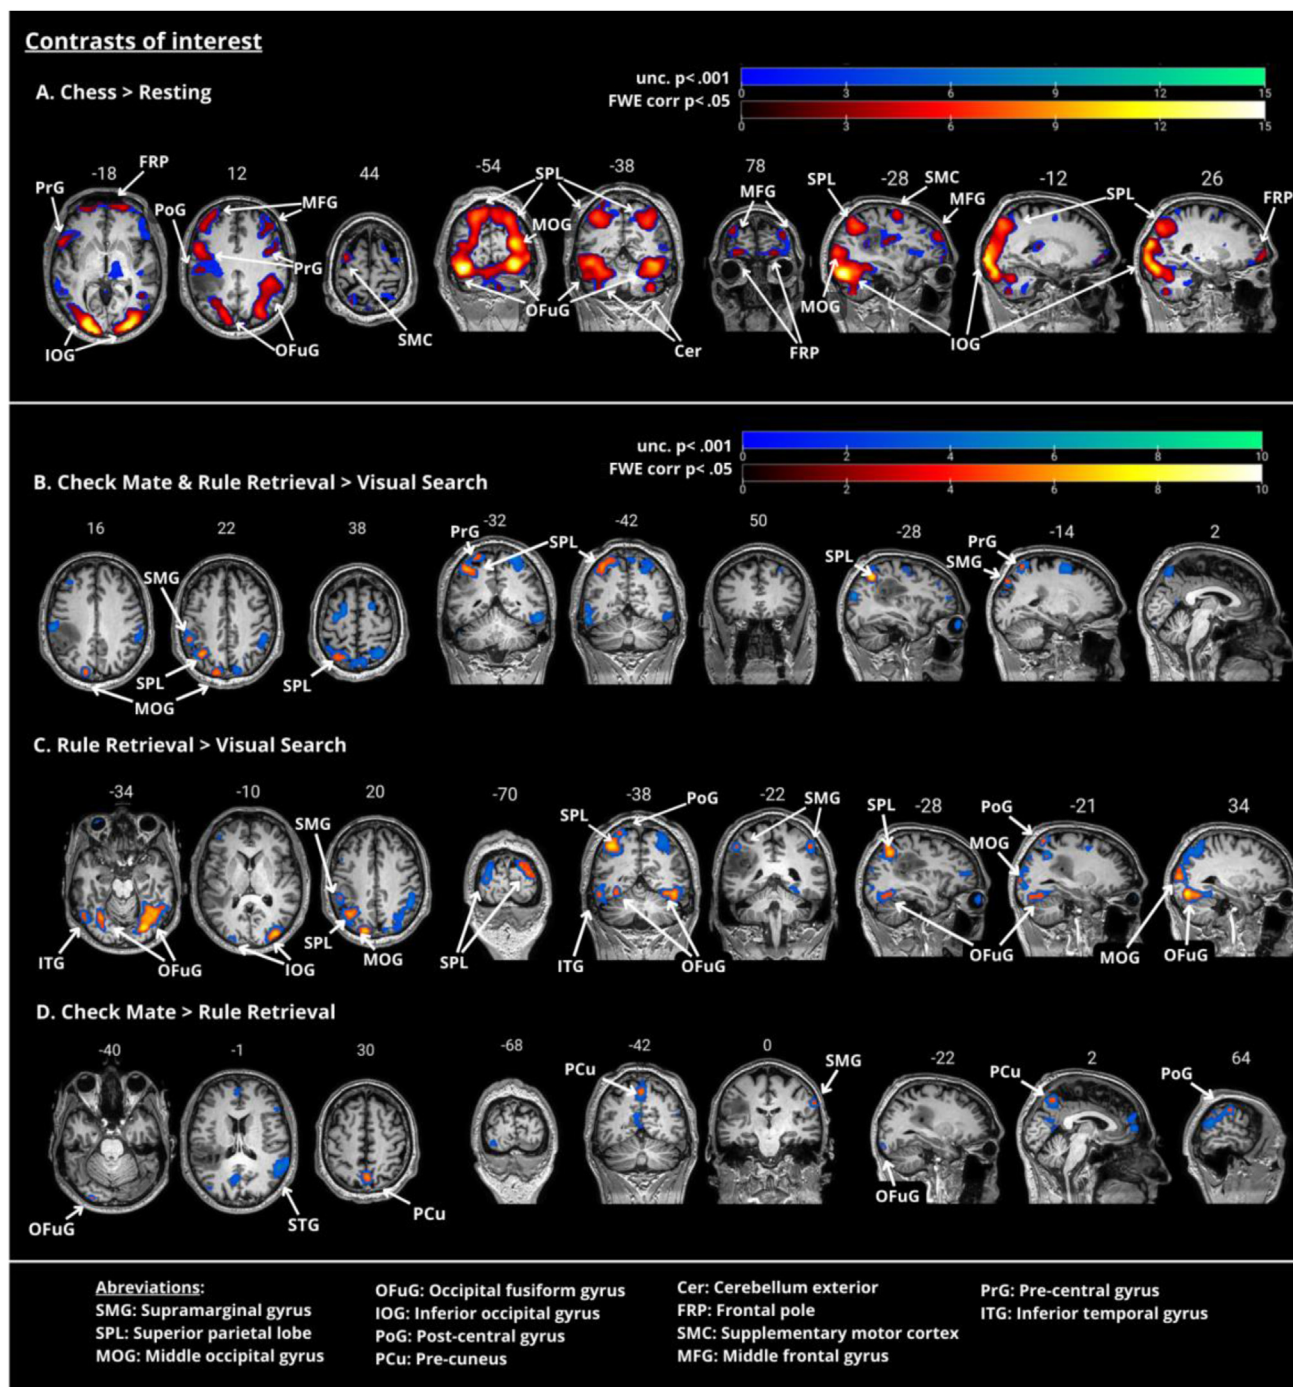 Contrasts of interest
A. Chess > Resting
unc. p< .001
0 3 6 9 12 15
FWE corr p< .05
0 3 6 9 12 15
-18 12 44 -54 -38 78 -28 -12 26
FRP
PrG
PoG
MFG
PrG
IOG
OFuG
SMC
SPL
MOG
OFuG
Cer
MFG
FRP
SPL
SMC
MFG
MOG
IOG
SPL
FRP
unc. p< .001
0 2 4 6 8 10
FWE corr p< .05
0 2 4 6 8 10
B. Check Mate & Rule Retrieval > Visual Search
16 22 38 -32 -42 50 -28 -14 2
SMG
SPL
MOG
SPL
PrG
SPL
SPL
PrG
SMG
C. Rule Retrieval > Visual Search
-34 -10 20 -70 -38 -22 -28 -21 34
ITG
OFuG
IOG
SMG
SPL
MOG
SPL
SPL
PoG
ITG
OFuG
SMG
SPL
PoG
MOG
OFuG
MOG
OFuG
D. Check Mate > Rule Retrieval
-40 -1 30 -68 -42 0 -22 2 64
OFuG
STG
PCu
PCu
SMG
OFuG
PCu
PoG
Abreviations:
SMG: Supramarginal gyrus
SPL: Superior parietal lobe
MOG: Middle occipital gyrus
OFuG: Occipital fusiform gyrus
IOG: Inferior occipital gyrus
PoG: Post-central gyrus
PCu: Pre-cuneus
Cer: Cerebellum exterior
FRP: Frontal pole
SMC: Supplementary motor cortex
MFG: Middle frontal gyrus
PrG: Pre-central gyrus
ITG: Inferior temporal gyrus